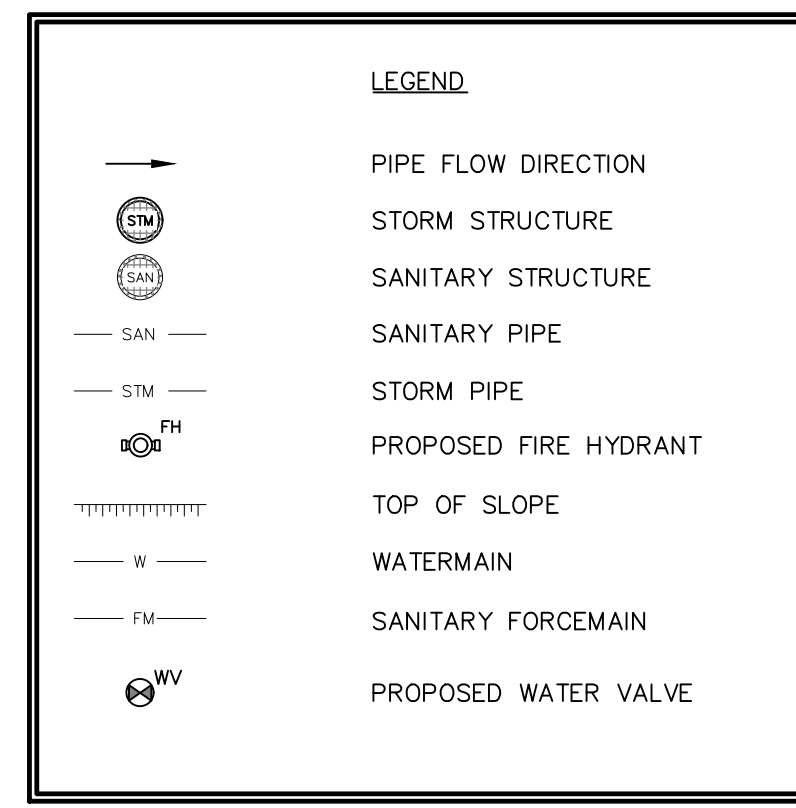 LEGEND
PIPE FLOW DIRECTION
STM STORM STRUCTURE
SAN SANITARY STRUCTURE
SAN SANITARY PIPE
STM STORM PIPE
FH PROPOSED FIRE HYDRANT
TOP OF SLOPE
W WATERMAIN
FM SANITARY FORCEMAIN
WV PROPOSED WATER VALVE